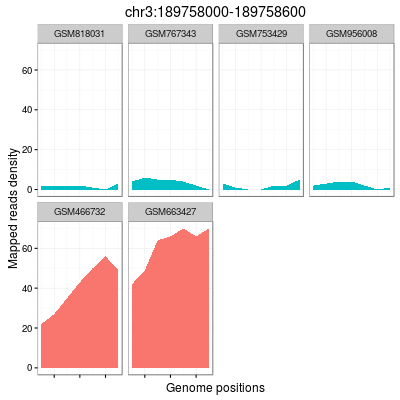 chr3:189758000-189758600
GSM818031 GSM767343 GSM753429 GSM956008
60
40
20
0
Mapped reads density
GSM466732 GSM663427
60
40
20
0
Genome positions